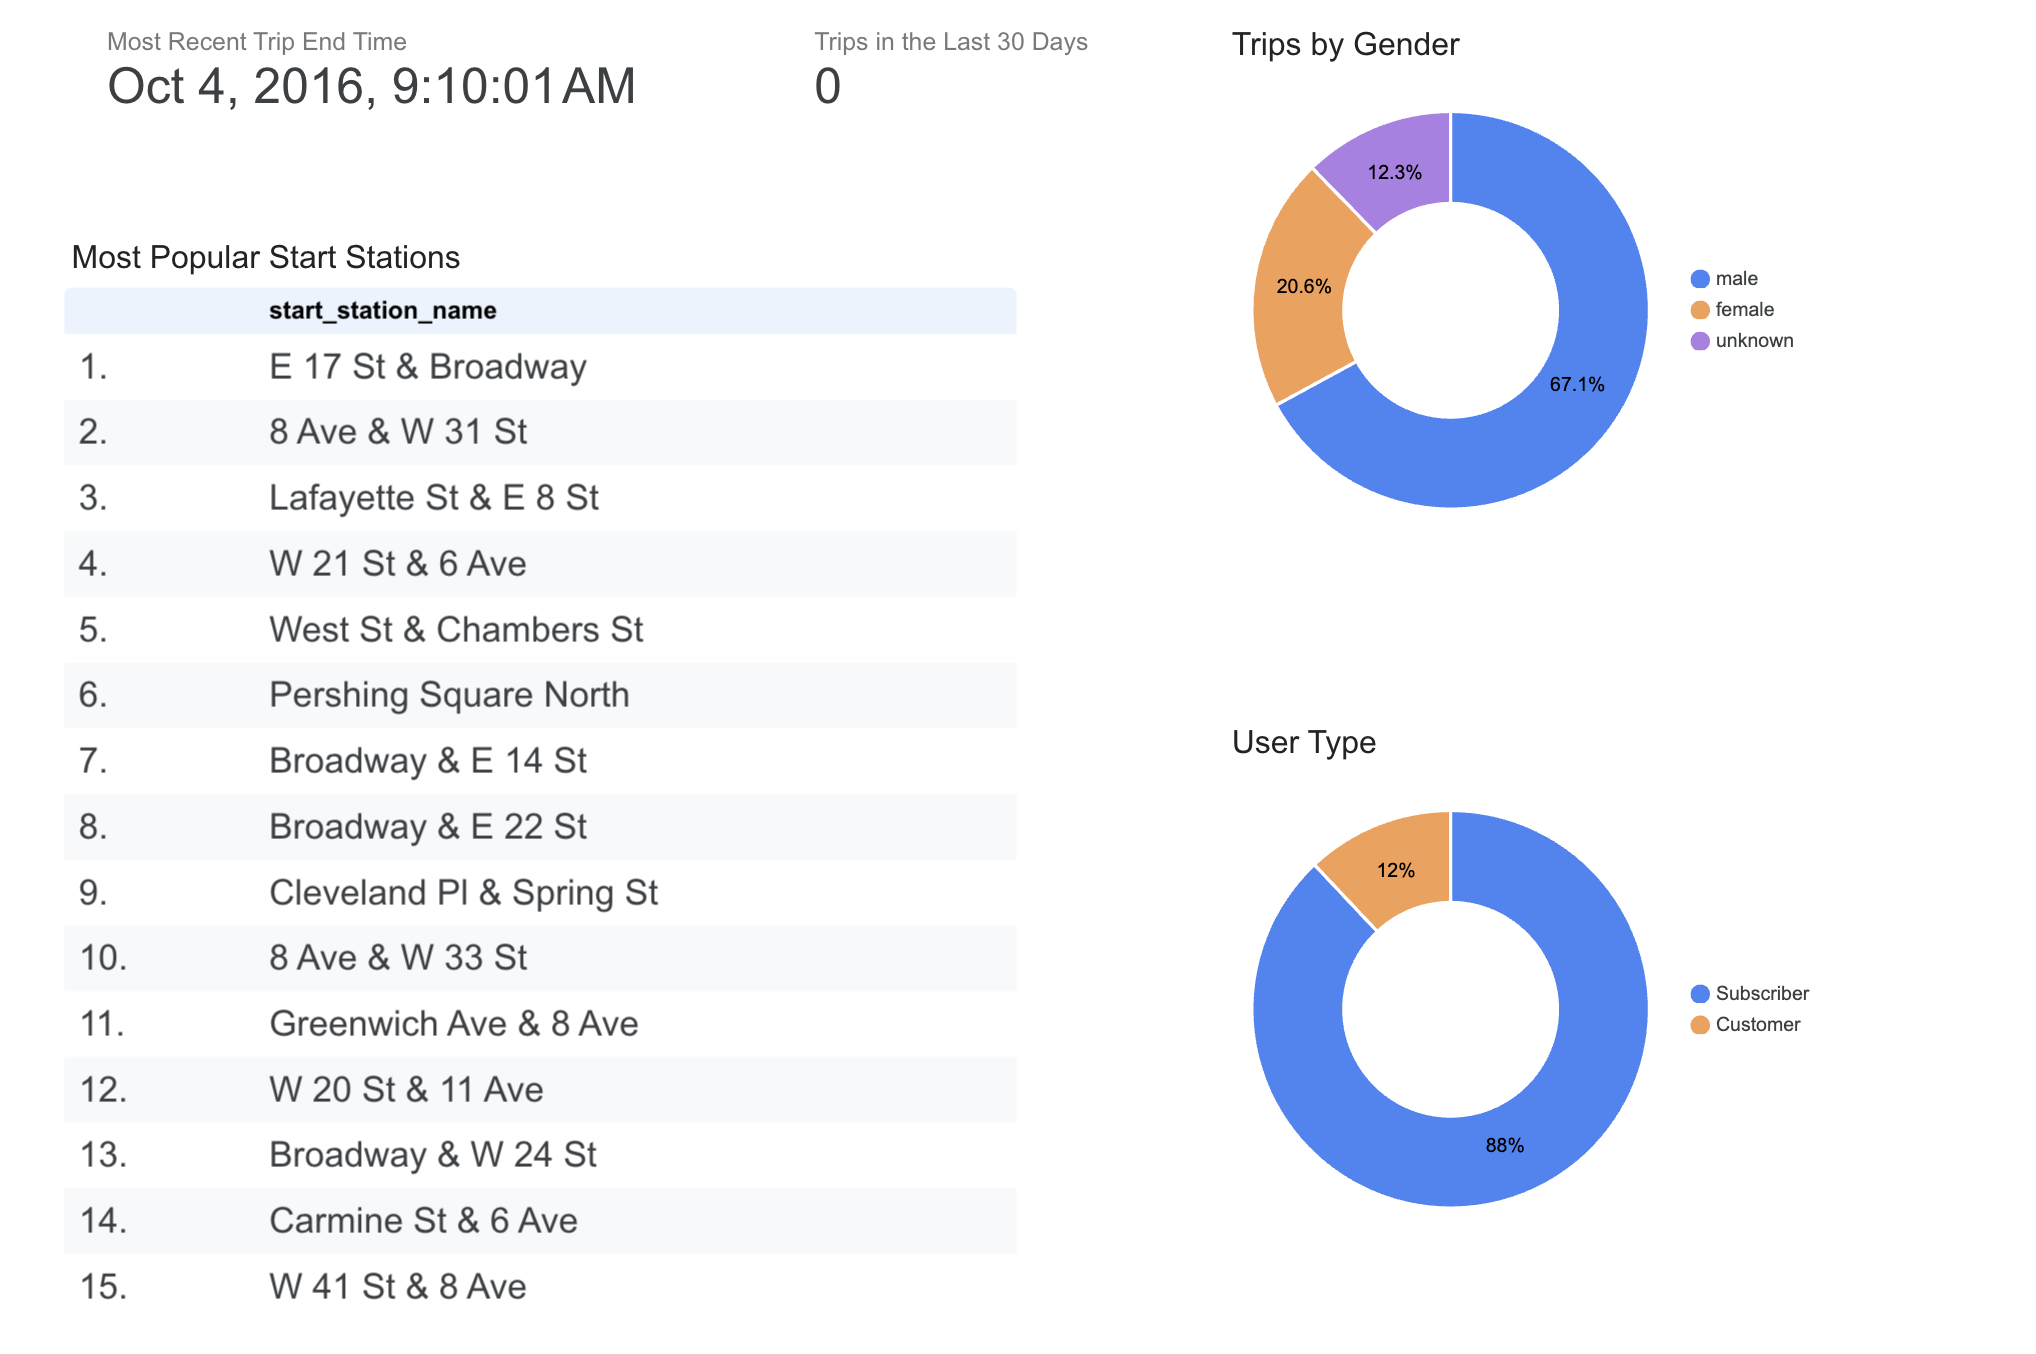 Most Recent Trip End Time
Oct 4, 2016, 9:10:01 AM
Trips in the Last 30 Days
0
Most Popular Start Stations
start_station_name
1. E 17 St & Broadway
2. 8 Ave & W 31 St
3. Lafayette St & E 8 St
4. W 21 St & 6 Ave
5. West St & Chambers St
6. Pershing Square North
7. Broadway & E 14 St
8. Broadway & E 22 St
9. Cleveland Pl & Spring St
10. 8 Ave & W 33 St
11. Greenwich Ave & 8 Ave
12. W 20 St & 11 Ave
13. Broadway & W 24 St
14. Carmine St & 6 Ave
15. W 41 St & 8 Ave
Trips by Gender
12.3%
20.6%
67.1%
male
female
unknown
User Type
12%
88%
Subscriber
Customer